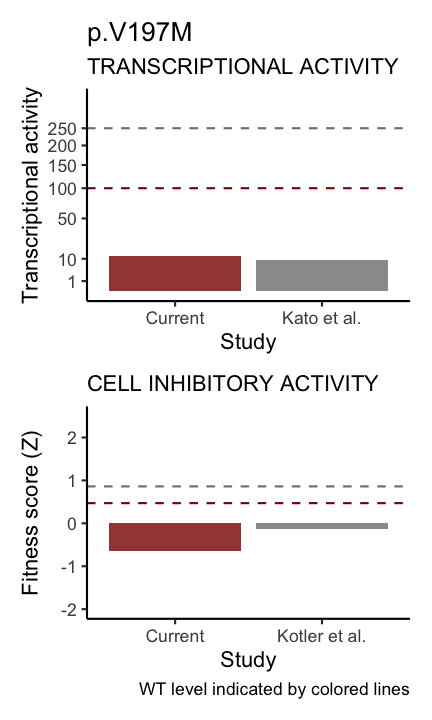 p.V197M
TRANSCRIPTIONAL ACTIVITY
Transcriptional activity
250
200
150
100
50
10
1
Current
Kato et al.
Study
CELL INHIBITORY ACTIVITY
Fitness score (Z)
2
1
0
-1
-2
Current
Kotler et al.
Study
WT level indicated by colored lines